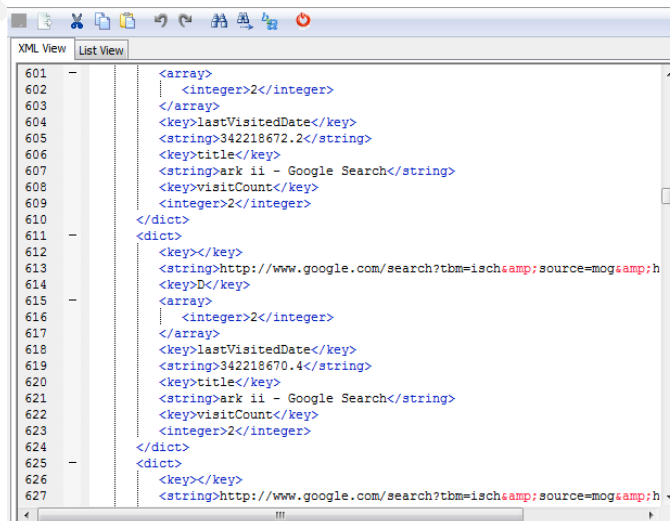 XML View List View
601 – <array>
602 <integer>2</integer>
603 </array>
604 <key>lastVisitedDate</key>
605 <string>342218672.2</string>
606 <key>title</key>
607 <string>ark ii - Google Search</string>
608 <key>visitCount</key>
609 <integer>2</integer>
610 </dict>
611 – <dict>
612 <key></key>
613 <string>http://www.google.com/search?tbm=isch&amp;source=mog&amp;h
614 <key>D</key>
615 – <array>
616 <integer>2</integer>
617 </array>
618 <key>lastVisitedDate</key>
619 <string>342218670.4</string>
620 <key>title</key>
621 <string>ark ii - Google Search</string>
622 <key>visitCount</key>
623 <integer>2</integer>
624 </dict>
625 – <dict>
626 <key></key>
627 <string>http://www.google.com/search?tbm=isch&amp;source=mog&amp;h